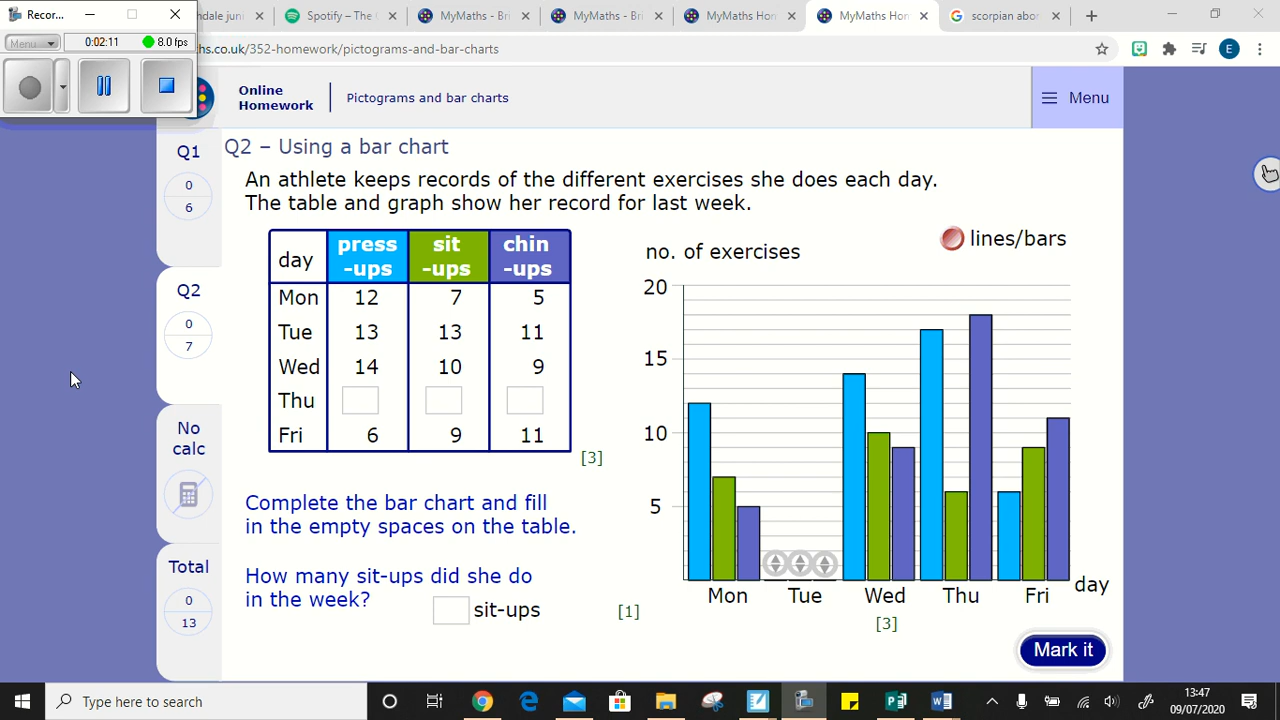 Recor...
Menu
0:02:11
8.0 fps
ndale juni
Spotify – The
MyMaths - Bri
MyMaths - Bri
MyMaths Hom
MyMaths Hom
scorpian abor
hs.co.uk/352-homework/pictograms-and-bar-charts
E
Online
Homework
Pictograms and bar charts
Menu
Q1
0
6
Q2
0
7
No
calc
Total
0
13
Q2 – Using a bar chart
An athlete keeps records of the different exercises she does each day.
The table and graph show her record for last week.
day press-ups sit-ups chin-ups
Mon 12 7 5
Tue 13 13 11
Wed 14 10 9
Thu
Fri 6 9 11
[3]
Complete the bar chart and fill
in the empty spaces on the table.
How many sit-ups did she do
in the week?
sit-ups
[1]
no. of exercises
lines/bars
20
15
10
5
Mon Tue Wed Thu Fri
day
[3]
Mark it
Type here to search
13:47
09/07/2020